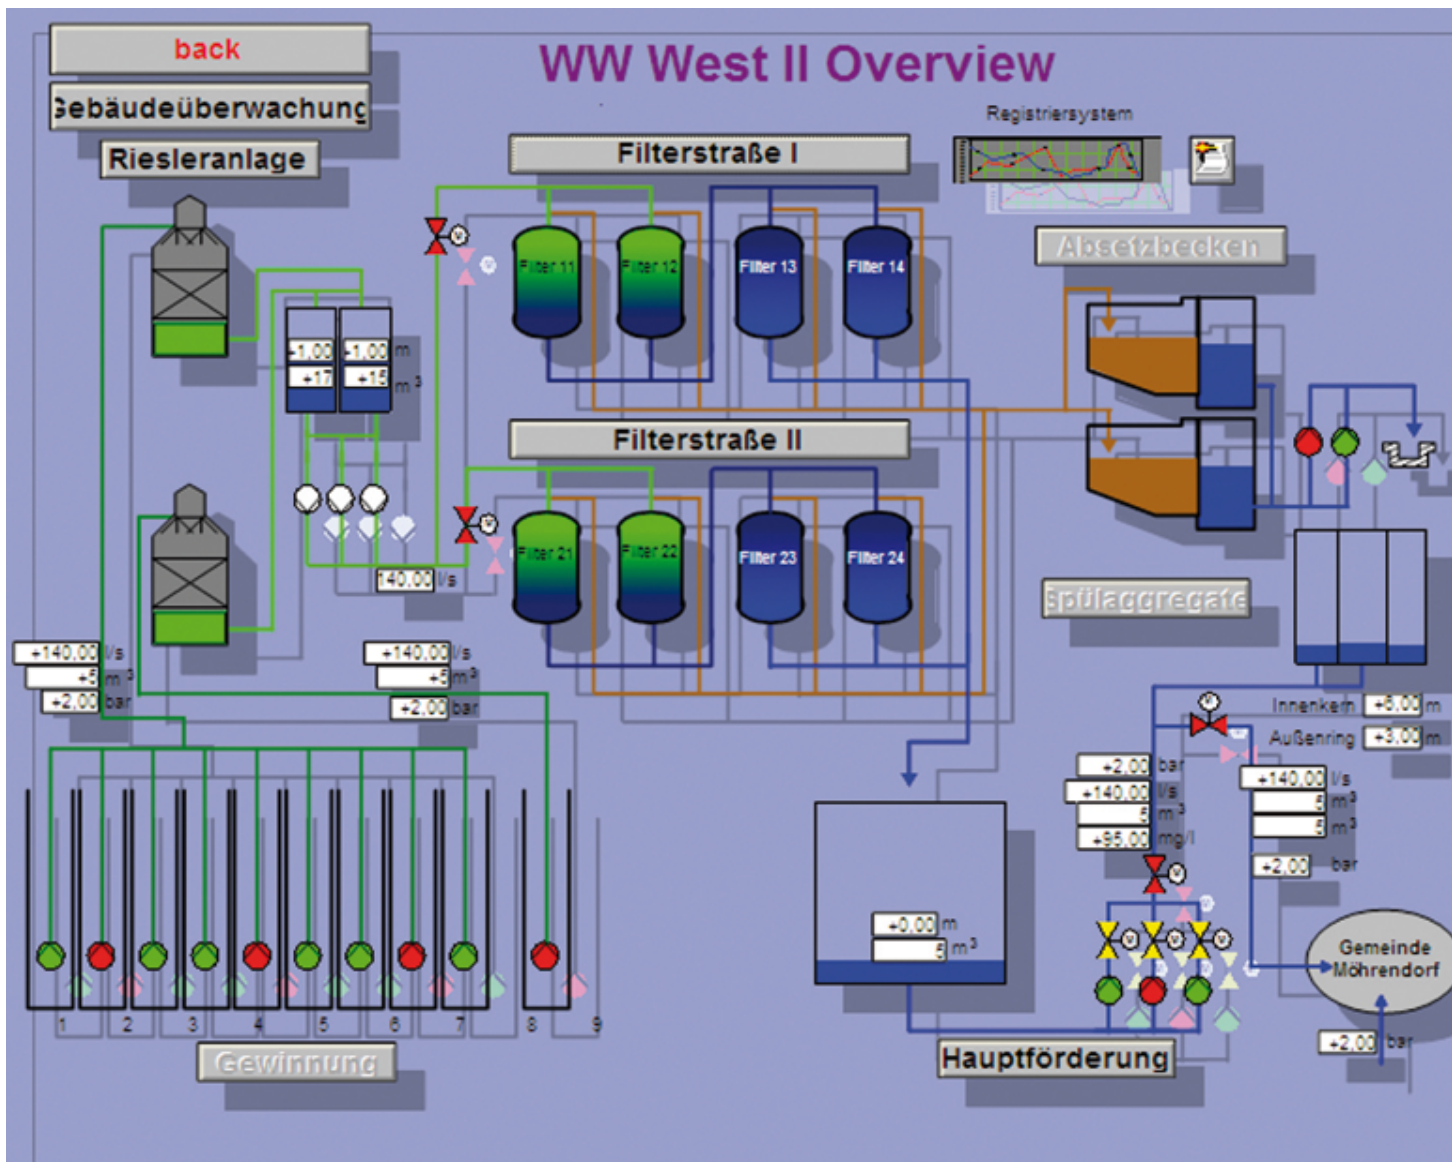 back
WW West II Overview
Gebäudeüberwachung
Riesleranlage
Registriersystem
Filterstraße I
Absetzbecken
Filter 11
Filter 12
Filter 13
Filter 14
+1,00
+1,00 m
+17
+15 m³
Filterstraße II
Filter 21
Filter 22
Filter 23
Filter 24
140,00 l/s
Spülaggregate
+140,00 l/s
+5 m³
+2,00 bar
+140,00 l/s
+5 m³
+2,00 bar
Innenkern +6,00 m
Außenring +3,00 m
+2,00 bar
+140,00 l/s
5 m³
+95,00 mg/l
+140,00 l/s
5 m³
5 m³
+2,00 bar
+0,00 m
5 m³
Gemeinde
Möhrendorf
+2,00 bar
1 2 3 4 5 6 7 8 9
Gewinnung
Hauptförderung